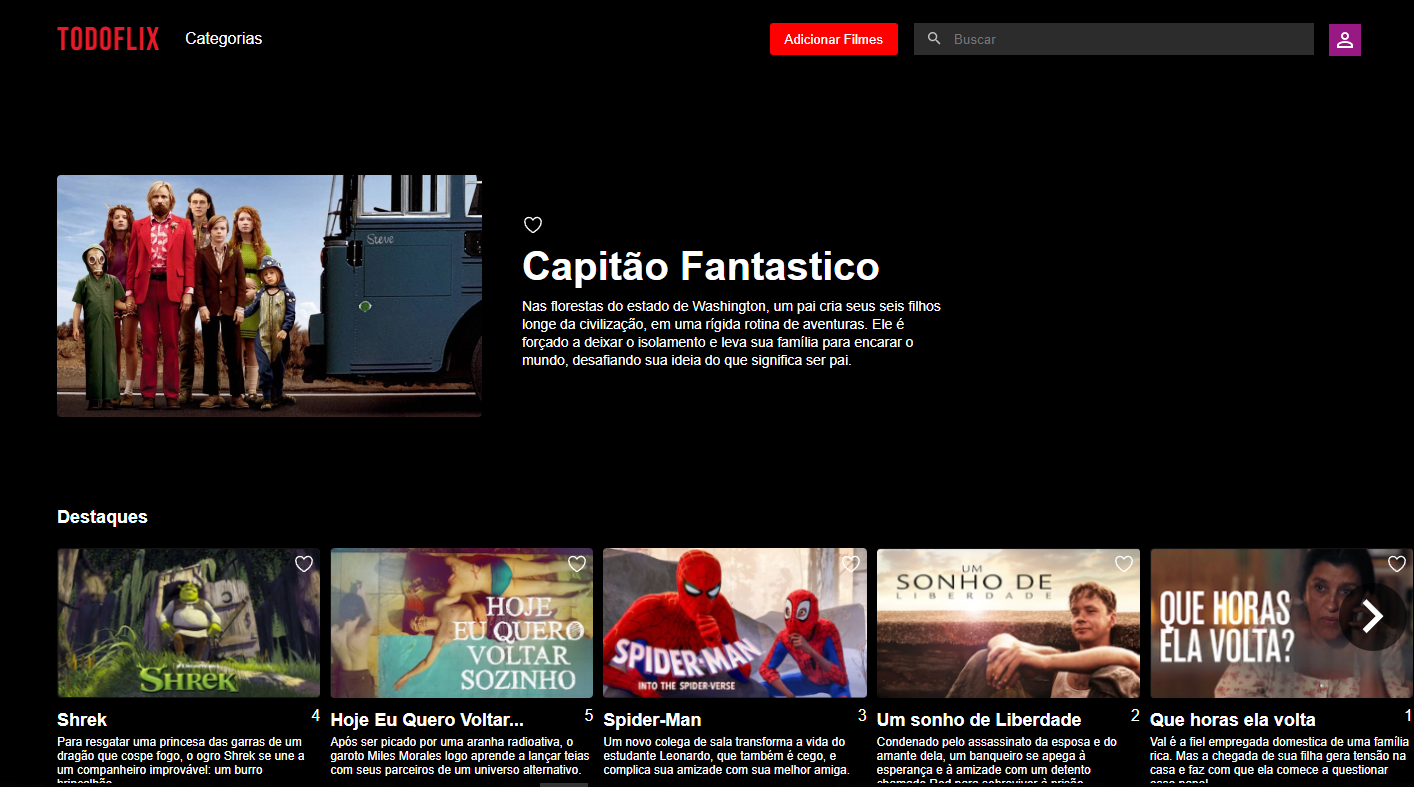 TODOFLIX
Categorias
Adicionar Filmes
Buscar
Steve
Capitão Fantastico
Nas florestas do estado de Washington, um pai cria seus seis filhos
longe da civilização, em uma rígida rotina de aventuras. Ele é
forçado a deixar o isolamento e leva sua família para encarar o
mundo, desafiando sua ideia do que significa ser pai.
Destaques
SHREK
HOJE
EU QUERO
VOLTAR
SOZINHO
SPIDER-MAN
INTO THE SPIDER-VERSE
UM
SONHO DE
LIBERDADE
QUE HORAS
ELA VOLTA?
Shrek 4
Para resgatar uma princesa das garras de um
dragão que cospe fogo, o ogro Shrek se une a
um companheiro improvável: um burro
brincalhão.
Hoje Eu Quero Voltar... 5
Após ser picado por uma aranha radioativa, o
garoto Miles Morales logo aprende a lançar teias
com seus parceiros de um universo alternativo.
Spider-Man 3
Um novo colega de sala transforma a vida do
estudante Leonardo, que também é cego, e
complica sua amizade com sua melhor amiga.
Um sonho de Liberdade 2
Condenado pelo assassinato da esposa e do
amante dela, um banqueiro se apega à
esperança e à amizade com um detento
chamado Red para sobreviver à prisão
Que horas ela volta 1
Val é a fiel empregada domestica de uma família
rica. Mas a chegada de sua filha gera tensão na
casa e faz com que ela comece a questionar
esse papel